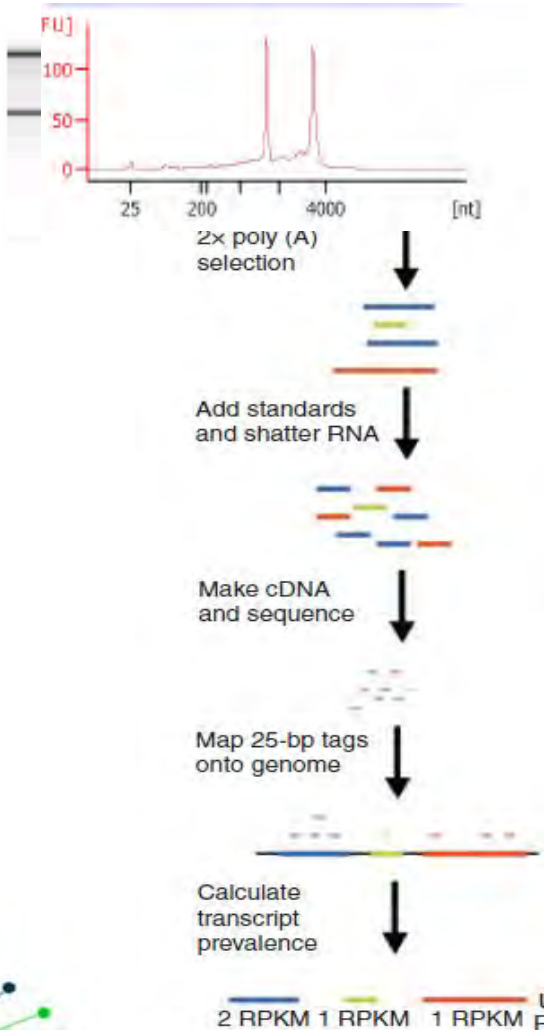 FU]
100
50
0
25 200 4000 [nt]
2x poly (A)
selection
Add standards
and shatter RNA
Make cDNA
and sequence
Map 25-bp tags
onto genome
Calculate
transcript
prevalence
2 RPKM 1 RPKM 1 RPKM